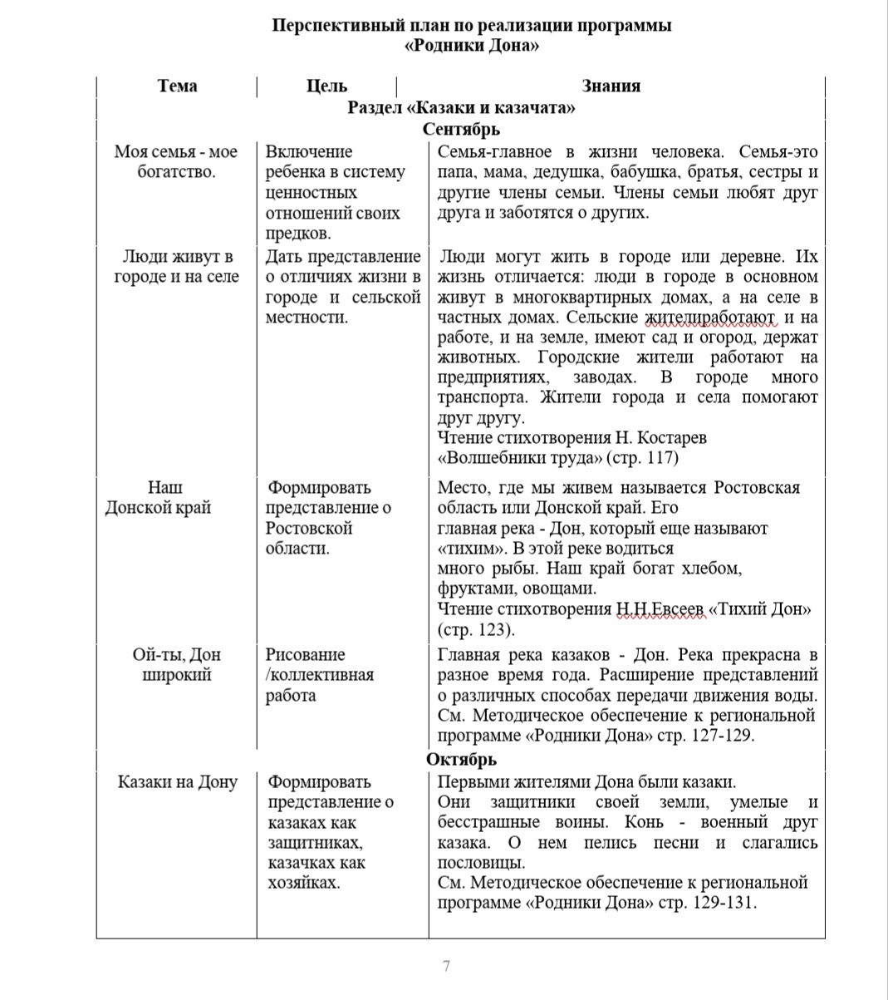 Перспективный план по реализации программы
«Родники Дона»
Тема Цель Знания
Раздел «Казаки и казачата»
Сентябрь
Моя семья - мое
богатство.
Включение
ребенка в систему
ценностных
отношений своих
предков.
Семья-главное в жизни человека. Семья-это
папа, мама, дедушка, бабушка, братья, сестры и
другие члены семьи. Члены семьи любят друг
друга и заботятся о других.
Люди живут в
городе и на селе
Дать представление
о отличиях жизни в
городе и сельской
местности.
Люди могут жить в городе или деревне. Их
жизнь отличается: люди в городе в основном
живут в многоквартирных домах, а на селе в
частных домах. Сельские жителиработают и на
работе, и на земле, имеют сад и огород, держат
животных. Городские жители работают на
предприятиях, заводах. В городе много
транспорта. Жители города и села помогают
друг другу.
Чтение стихотворения Н. Костарев
«Волшебники труда» (стр. 117)
Наш
Донской край
Формировать
представление о
Ростовской
области.
Место, где мы живем называется Ростовская
область или Донской край. Его
главная река - Дон, который еще называют
«тихим». В этой реке водиться
много рыбы. Наш край богат хлебом,
фруктами, овощами.
Чтение стихотворения Н.Н.Евсеев «Тихий Дон»
(стр. 123).
Ой-ты, Дон
широкий
Рисование
/коллективная
работа
Главная река казаков - Дон. Река прекрасна в
разное время года. Расширение представлений
о различных способах передачи движения воды.
См. Методическое обеспечение к региональной
программе «Родники Дона» стр. 127-129.
Октябрь
Казаки на Дону
Формировать
представление о
казаках как
защитниках,
казачках как
хозяйках.
Первыми жителями Дона были казаки.
Они защитники своей земли, умелые и
бесстрашные воины. Конь - военный друг
казака. О нем пелись песни и слагались
пословицы.
См. Методическое обеспечение к региональной
программе «Родники Дона» стр. 129-131.
7